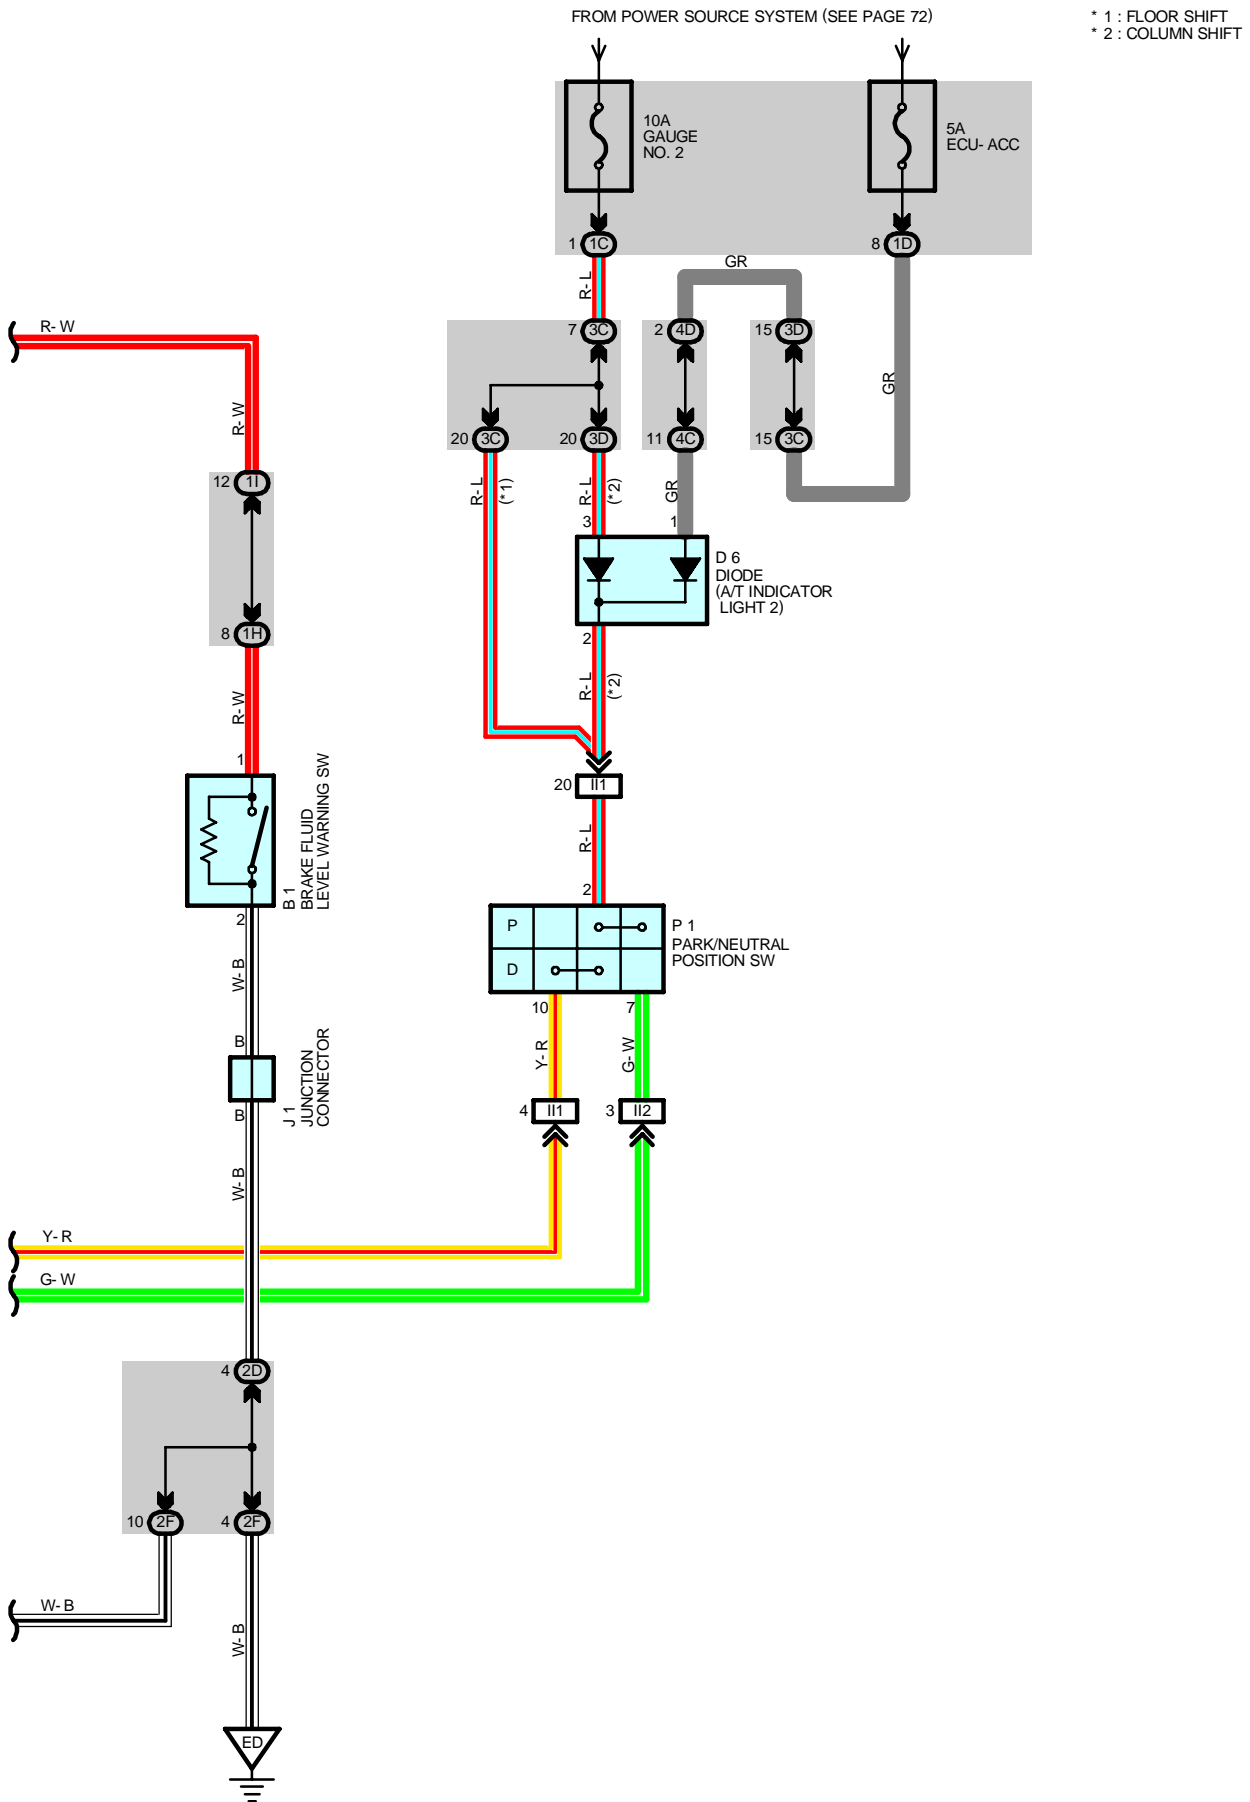 FROM POWER SOURCE SYSTEM (SEE PAGE 72)
* 1 : FLOOR SHIFT
* 2 : COLUMN SHIFT
10A
GAUGE
NO. 2
5A
ECU- ACC
1 1C
8 1D
GR
R- L
R- W
7 3C
2 4D
15 3D
GR
R- W
20 3C
20 3D
11 4C
15 3C
12 1I
R- L
(* 1)
R- L
(* 2)
GR
3
1
D 6
DIODE
(A/T INDICATOR
LIGHT 2)
8 1H
2
R- L
(* 2)
R- W
1
20 II1
B 1
BRAKE FLUID
LEVEL WARNING SW
R- L
2
2
P
D
P 1
PARK/NEUTRAL
POSITION SW
W- B
10
7
B
Y- R
G- W
J 1
JUNCTION
CONNECTOR
B
4 II1
3 II2
W- B
Y- R
G- W
4 2D
10 2F
4 2F
W- B
W- B
ED